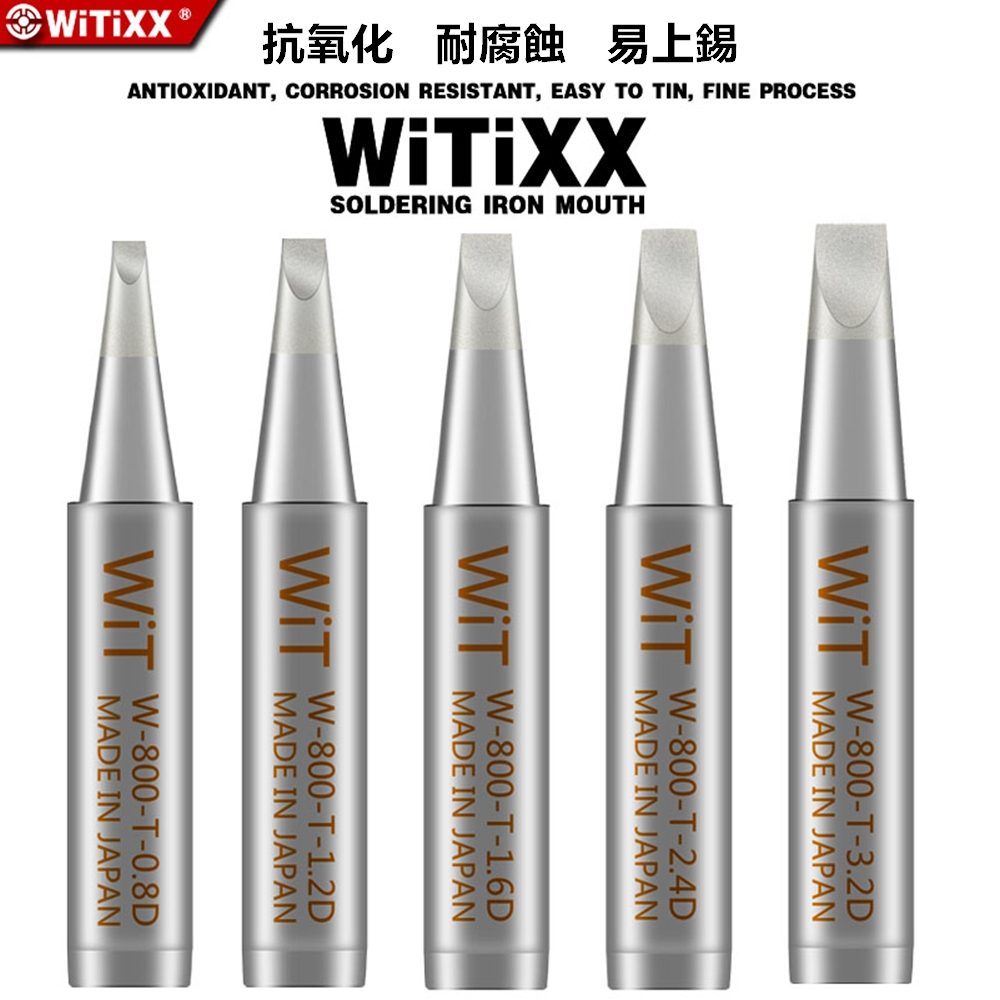 WiTiXX®
抗氧化 耐腐蝕 易上錫
ANTIOXIDANT, CORROSION RESISTANT, EASY TO TIN, FINE PROCESS
WiTiXX
SOLDERING IRON MOUTH
WiT
W-800-T-0.8D
MADE IN JAPAN
WiT
W-800-T-1.2D
MADE IN JAPAN
WiT
W-800-T-1.6D
MADE IN JAPAN
WiT
W-800-T-2.4D
MADE IN JAPAN
WiT
W-800-T-3.2D
MADE IN JAPAN